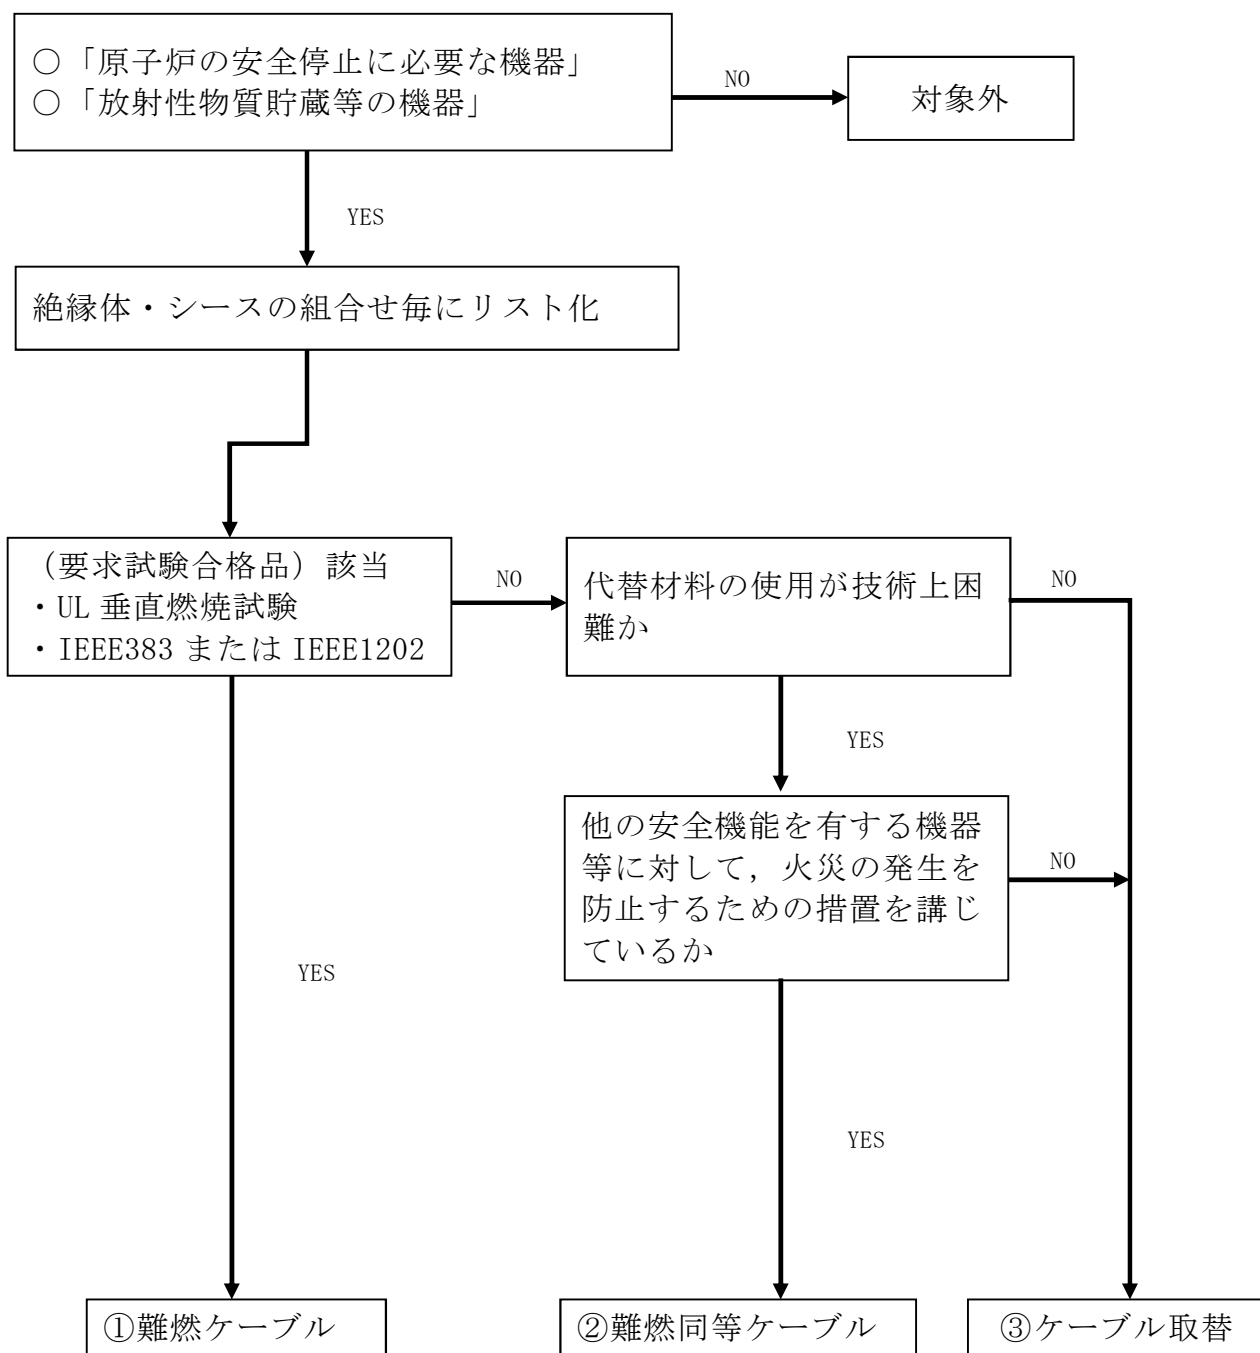 ○「原子炉の安全停止に必要な機器」
○「放射性物質貯蔵等の機器」
NO
対象外
YES
絶縁体・シースの組合せ毎にリスト化
（要求試験合格品）該当
・UL 垂直燃焼試験
・IEEE383 または IEEE1202
NO
代替材料の使用が技術上困
難か
NO
YES
他の安全機能を有する機器
等に対して，火災の発生を
防止するための措置を講じ
ているか
NO
YES
YES
①難燃ケーブル
②難燃同等ケーブル
③ケーブル取替